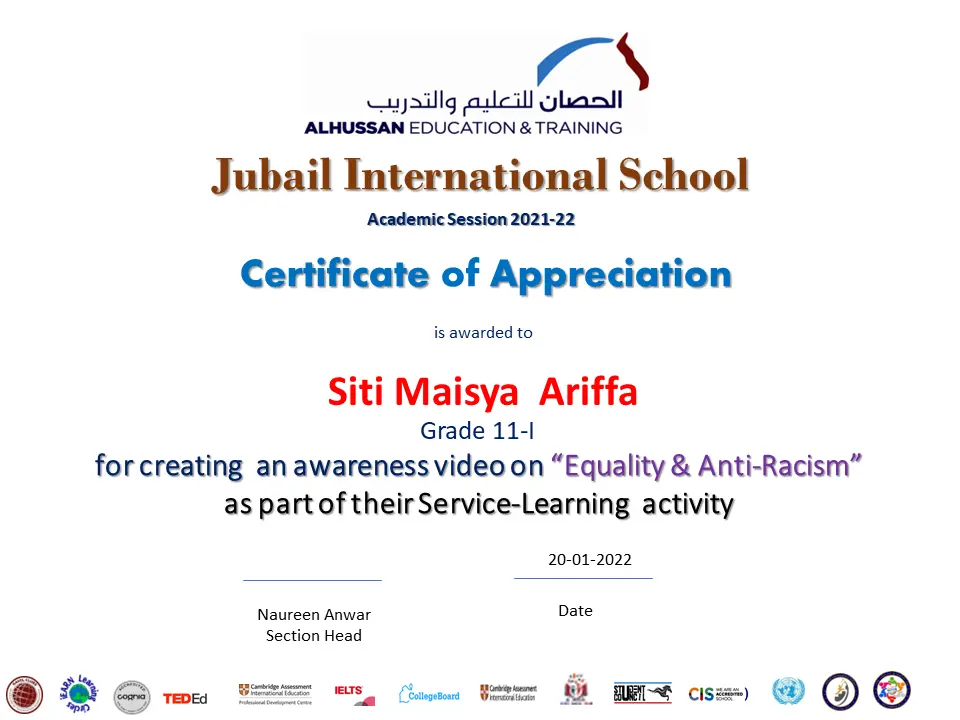 الحصان للتعليم والتدريب
ALHUSSAN EDUCATION & TRAINING
Jubail International School
Academic Session 2021-22
Certificate of Appreciation
is awarded to
Siti Maisya Ariffa
Grade 11-I
for creating an awareness video on “Equality & Anti-Racism”
as part of their Service-Learning activity
20-01-2022
Naureen Anwar
Date
Section Head
iEARN Learning Circles
ACCREDITED
cognia
TEDEd
Cambridge Assessment
International Education
Professional Development Centre
IELTS
CollegeBoard
Cambridge Assessment
International Education
CIS
WE ARE AN
ACCREDITED
SCHOOL